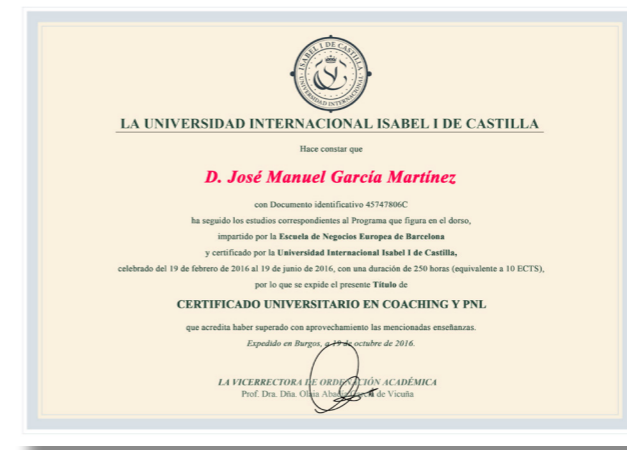 ISABEL I DE CASTILLA
UNIVERSIDAD INTERNACIONAL
LA UNIVERSIDAD INTERNACIONAL ISABEL I DE CASTILLA
Hace constar que
D. José Manuel García Martínez
con Documento identificativo 45747806C
ha seguido los estudios correspondientes al Programa que figura en el dorso,
impartido por la Escuela de Negocios Europea de Barcelona
y certificado por la Universidad Internacional Isabel I de Castilla,
celebrado del 19 de febrero de 2016 al 19 de junio de 2016, con una duración de 250 horas (equivalente a 10 ECTS),
por lo que se expide el presente Título de
CERTIFICADO UNIVERSITARIO EN COACHING Y PNL
que acredita haber superado con aprovechamiento las mencionadas enseñanzas.
Expedido en Burgos, a 19 de octubre de 2016.
LA VICERRECTORA DE ORDENACIÓN ACADÉMICA
Prof. Dra. Dña. Olaia de Vicuña